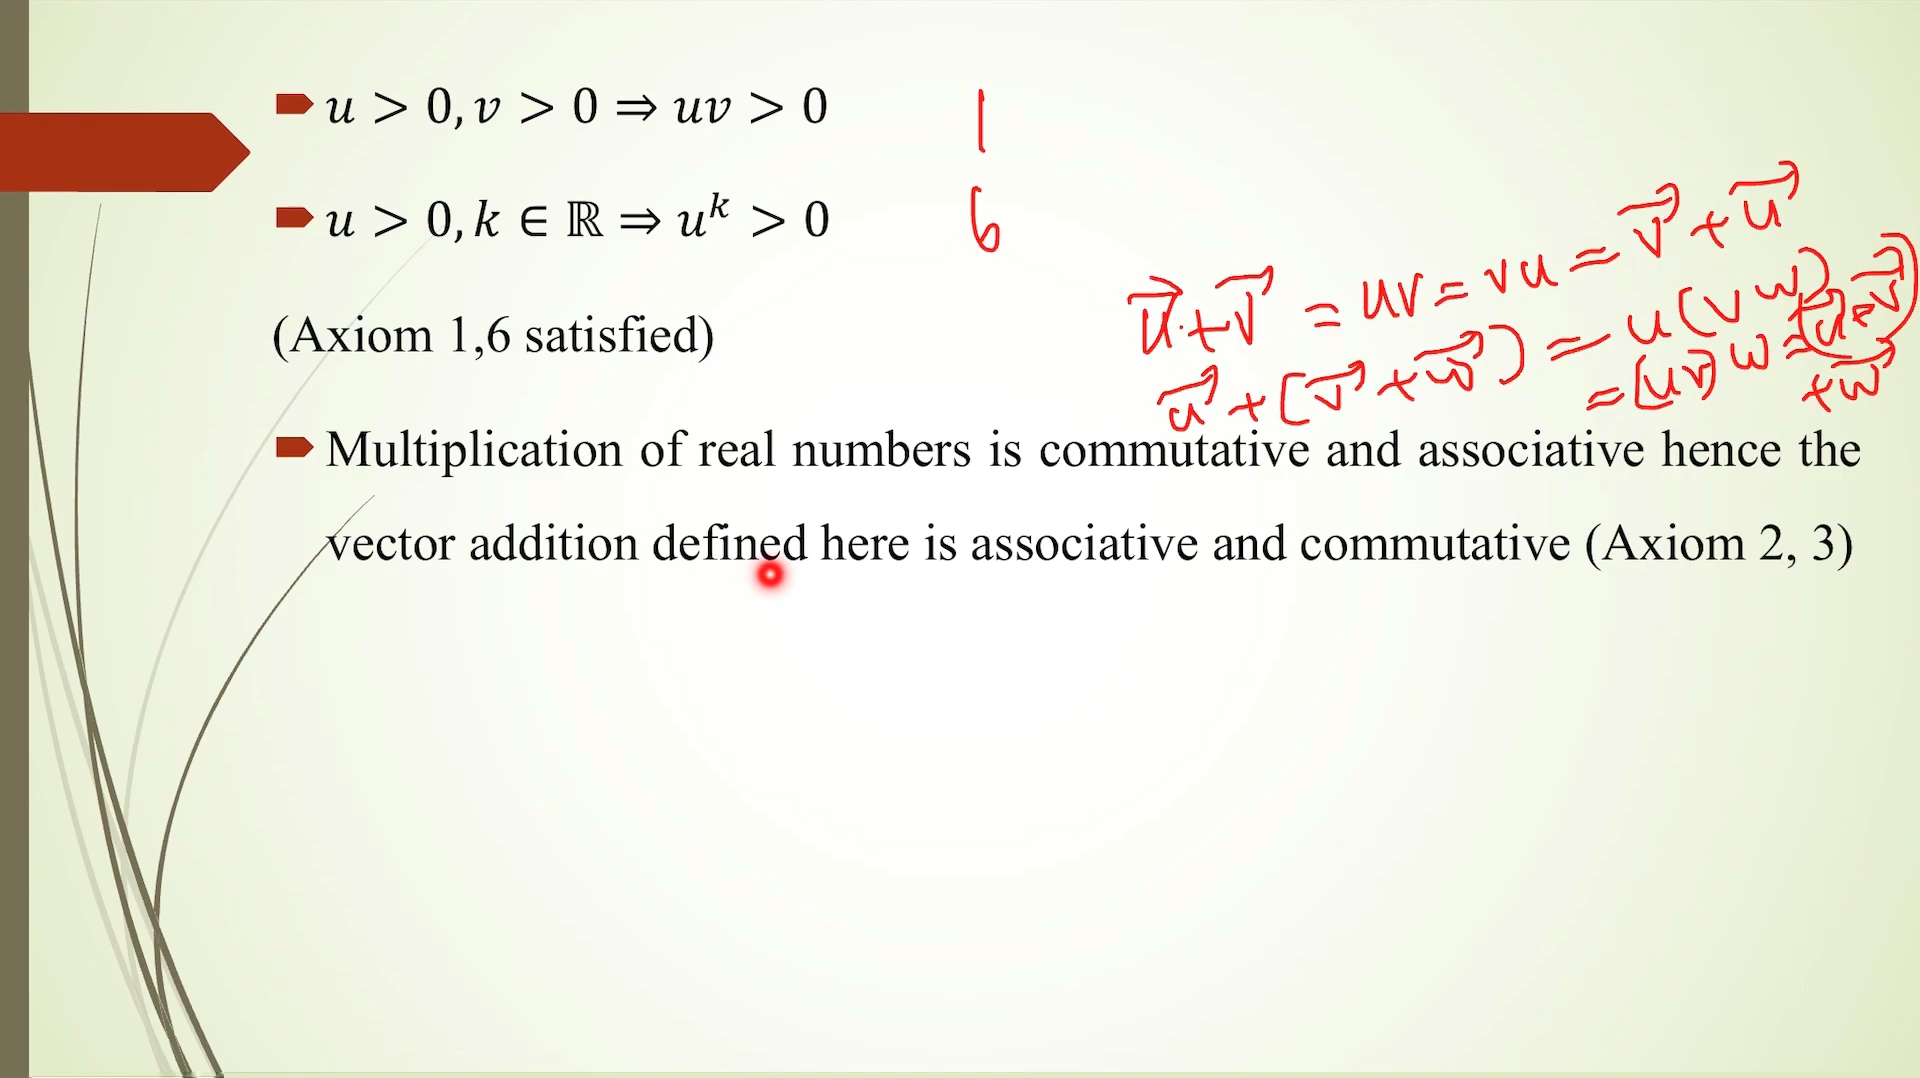 u > 0, v > 0 ⇒ uv > 0
1
u > 0, k ∈ ℝ ⇒ u^k > 0
6
(Axiom 1,6 satisfied)
u⃗ + v⃗ = uv = vu = v⃗ + u⃗
u⃗ + (v⃗ + w⃗) = u(vw)
= (uv)w = (u⃗ + v⃗)
+ w⃗
Multiplication of real numbers is commutative and associative hence the
vector addition defined here is associative and commutative (Axiom 2, 3)